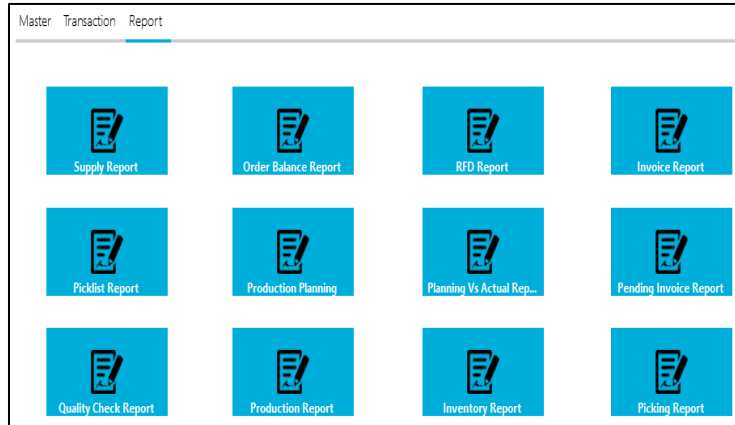 Master Transaction Report
Supply Report
Order Balance Report
RFD Report
Invoice Report
Picklist Report
Production Planning
Planning Vs Actual Rep...
Pending Invoice Report
Quality Check Report
Production Report
Inventory Report
Picking Report